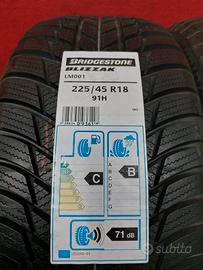 BRIDGESTONE
BLIZZAK
LM001
225/45 R18
91H
C
B
71 dB
subito